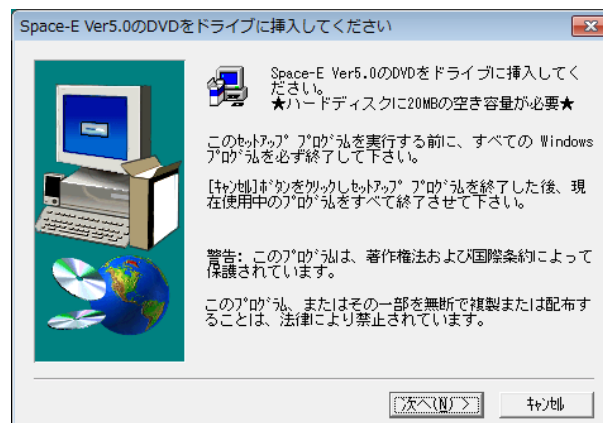 Space-E Ver5.0のDVDをドライブに挿入してください
Space-E Ver5.0のDVDをドライブに挿入してく
ださい。
★ハードディスクに20MBの空き容量が必要★
このｾｯﾄｱｯﾌﾟ ﾌﾟﾛｸﾞﾗﾑを実行する前に、すべての Windows
ﾌﾟﾛｸﾞﾗﾑを必ず終了して下さい。
[ｷｬﾝｾﾙ]ﾎﾞﾀﾝをｸﾘｯｸしｾｯﾄｱｯﾌﾟ ﾌﾟﾛｸﾞﾗﾑを終了した後、現
在使用中のﾌﾟﾛｸﾞﾗﾑをすべて終了させて下さい。
警告: このﾌﾟﾛｸﾞﾗﾑは、著作権法および国際条約によって
保護されています。
このﾌﾟﾛｸﾞﾗﾑ、またはその一部を無断で複製または配布す
ることは、法律により禁止されています。
次へ(N) >
ｷｬﾝｾﾙ